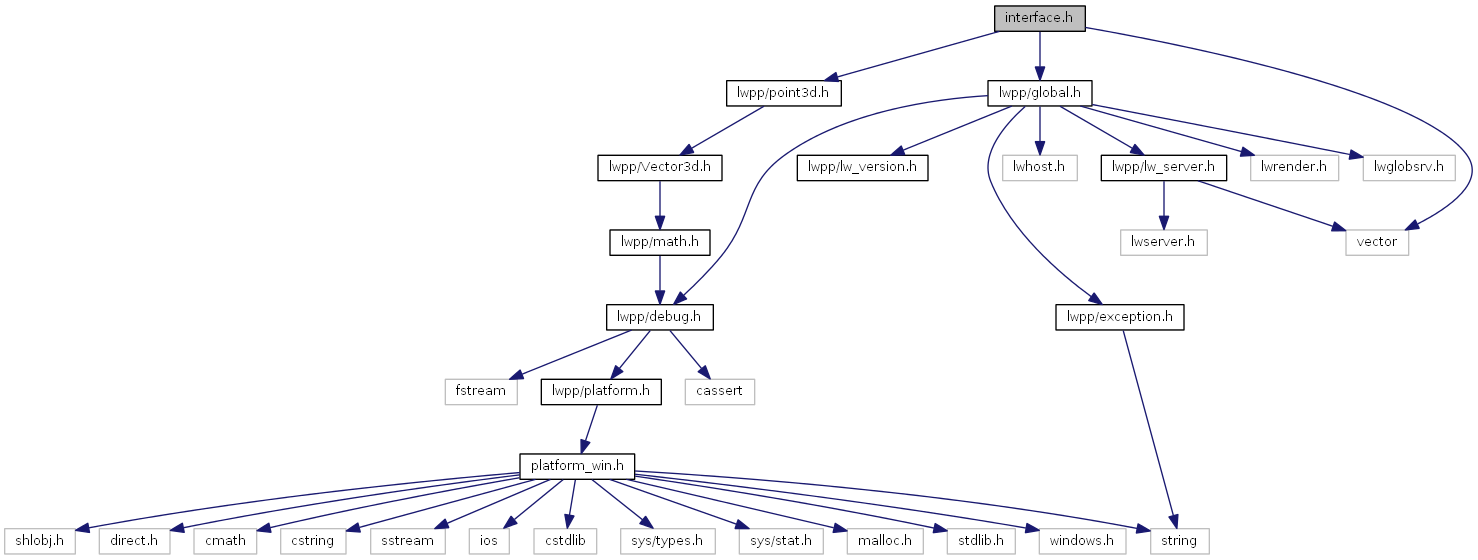 interface.h
lwpp/point3d.h
lwpp/global.h
lwpp/Vector3d.h
lwpp/lw_version.h
lwhost.h
lwpp/lw_server.h
lwrender.h
lwglobsrv.h
lwpp/math.h
lwserver.h
vector
lwpp/debug.h
lwpp/exception.h
fstream
lwpp/platform.h
cassert
platform_win.h
shlobj.h
direct.h
cmath
cstring
sstream
ios
cstdlib
sys/types.h
sys/stat.h
malloc.h
stdlib.h
windows.h
string